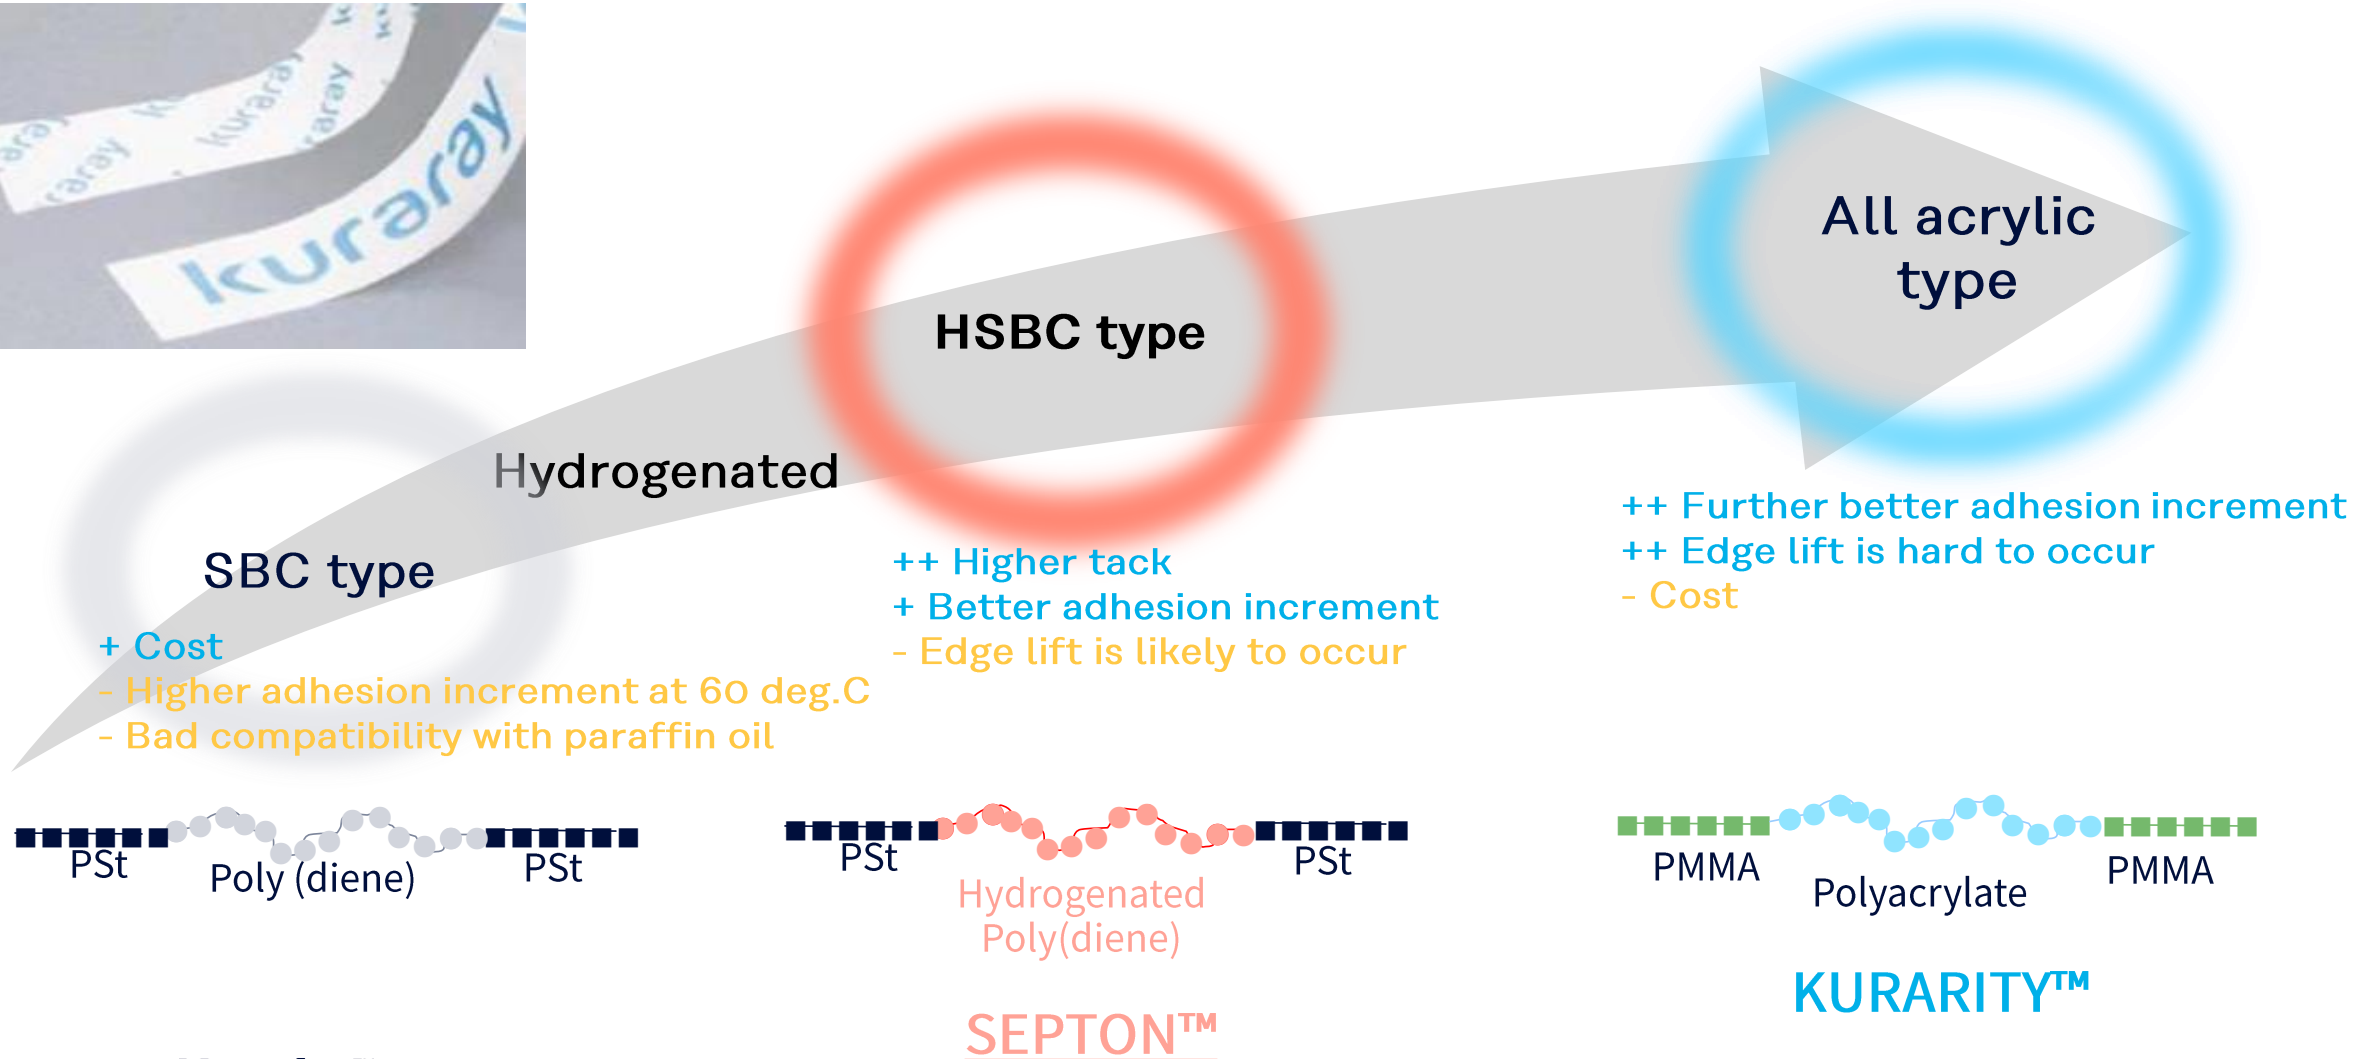 kuraray
kuraray
kuraray
SBC type
+ Cost
- Higher adhesion increment at 60 deg.C
- Bad compatibility with paraffin oil
Hydrogenated
HSBC type
++ Higher tack
+ Better adhesion increment
- Edge lift is likely to occur
All acrylic
type
++ Further better adhesion increment
++ Edge lift is hard to occur
- Cost
PSt
Poly (diene)
PSt
PSt
Hydrogenated
Poly(diene)
PSt
SEPTON™
PMMA
Polyacrylate
PMMA
KURARITY™